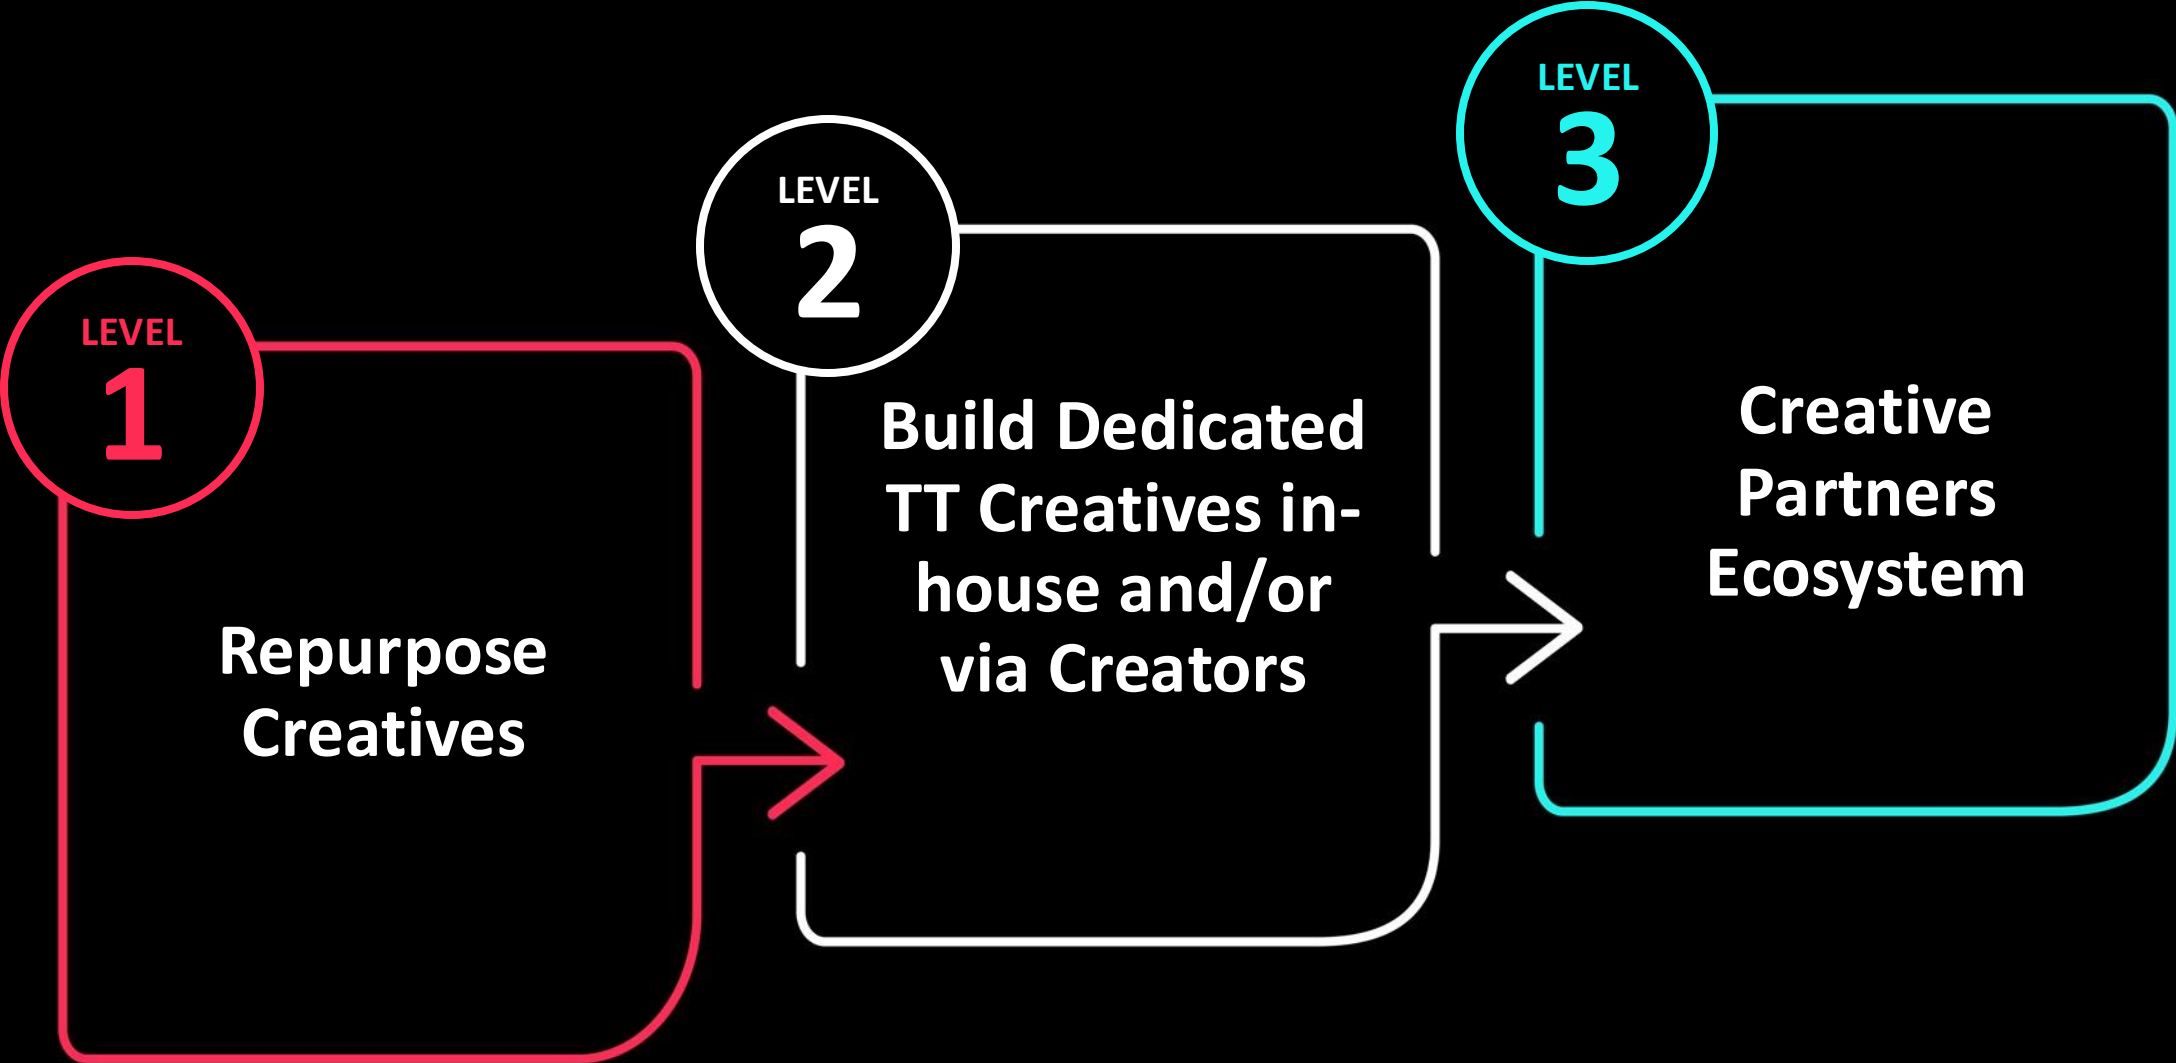 LEVEL
1
Repurpose
Creatives
LEVEL
2
Build Dedicated
TT Creatives in-
house and/or
via Creators
LEVEL
3
Creative
Partners
Ecosystem